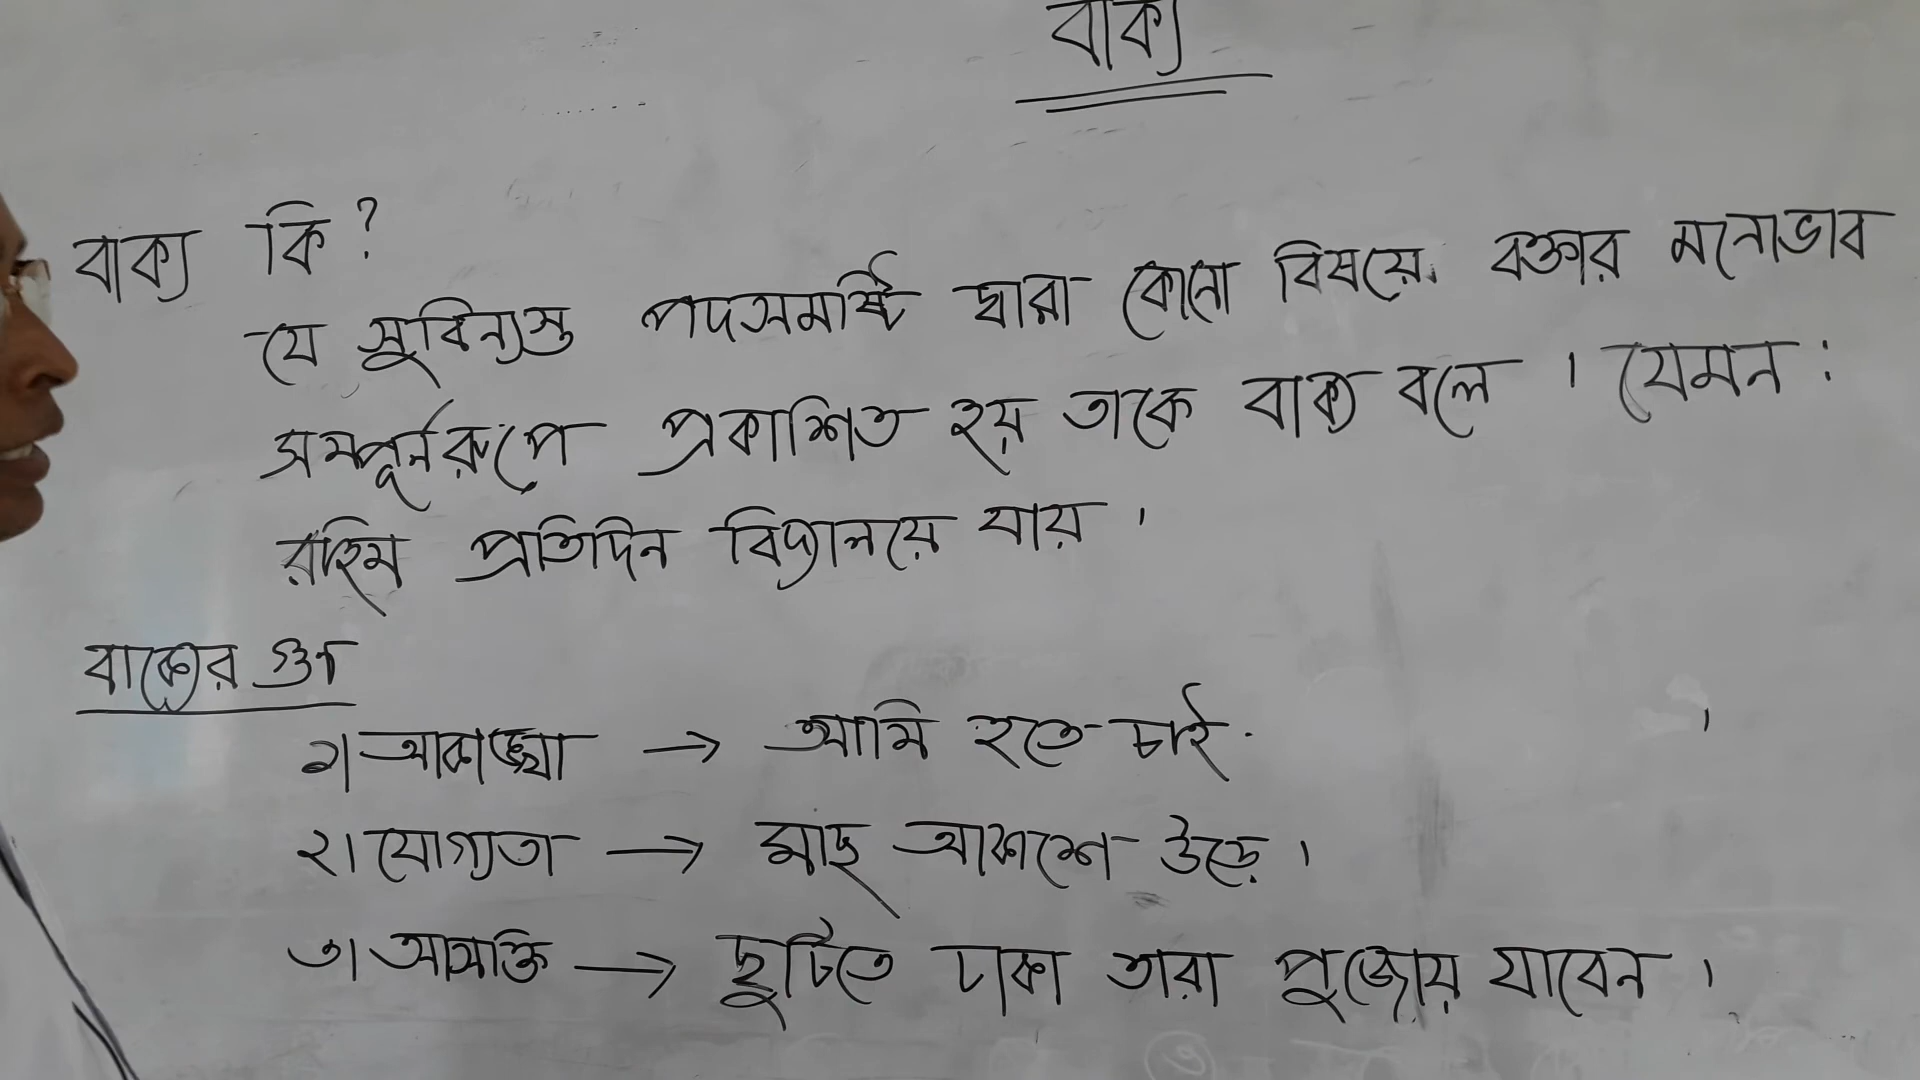 বাক্য
বাক্য কি?
যে সুবিন্যস্ত পদসমষ্টি দ্বারা কোনো বিষয়ে বক্তার মনোভাব
সম্পূর্নরুপে প্রকাশিত হয় তাকে বাক্য বলে । যেমন :
রহিম প্রতিদিন বিদ্যালয়ে যায় ।
বাক্যের গুণ
১। আকাঙ্খা → আমি হতে চাই ।
২। যোগ্যতা → মাছ আকাশে উড়ে ।
৩। আসক্তি → ছুটিতে ঢাকা তারা পুজোয় যাবেন ।